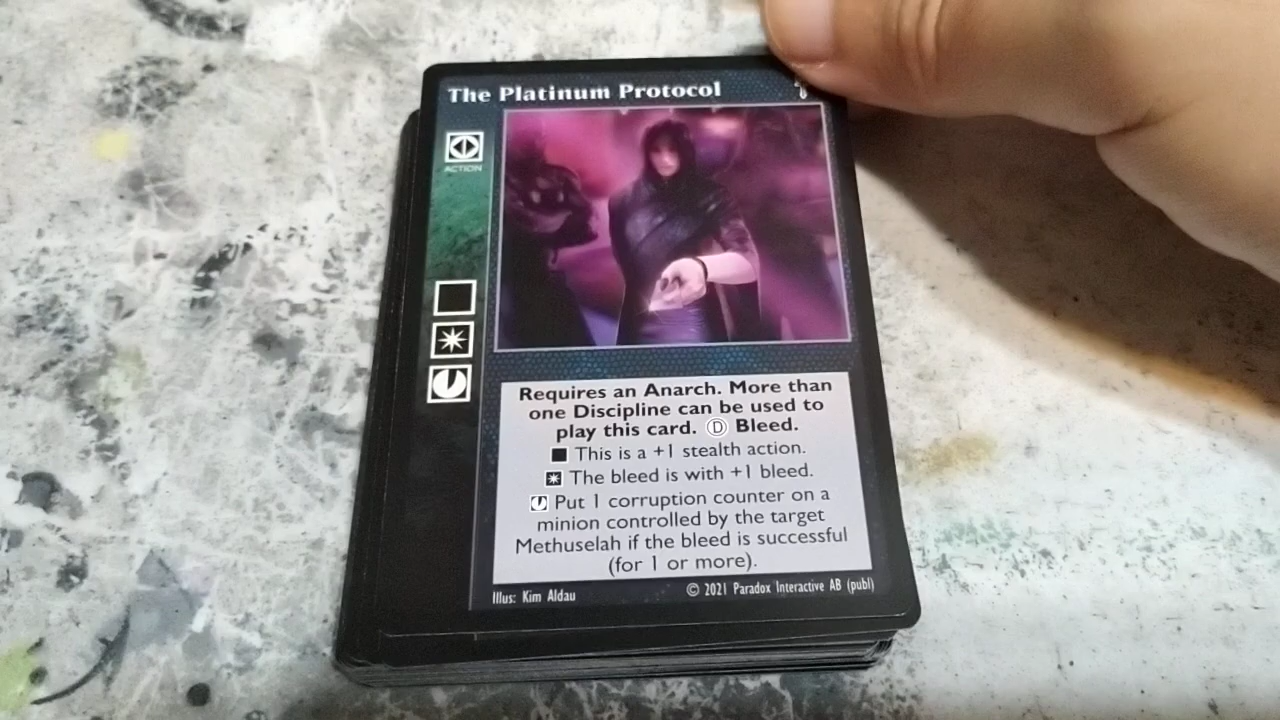 The Platinum Protocol
ACTION
Requires an Anarch. More than
one Discipline can be used to
play this card. Ⓓ Bleed.
This is a +1 stealth action.
The bleed is with +1 bleed.
Put 1 corruption counter on a
minion controlled by the target
Methuselah if the bleed is successful
(for 1 or more).
Illus: Kim Aldau
© 2021 Paradox Interactive AB (publ)